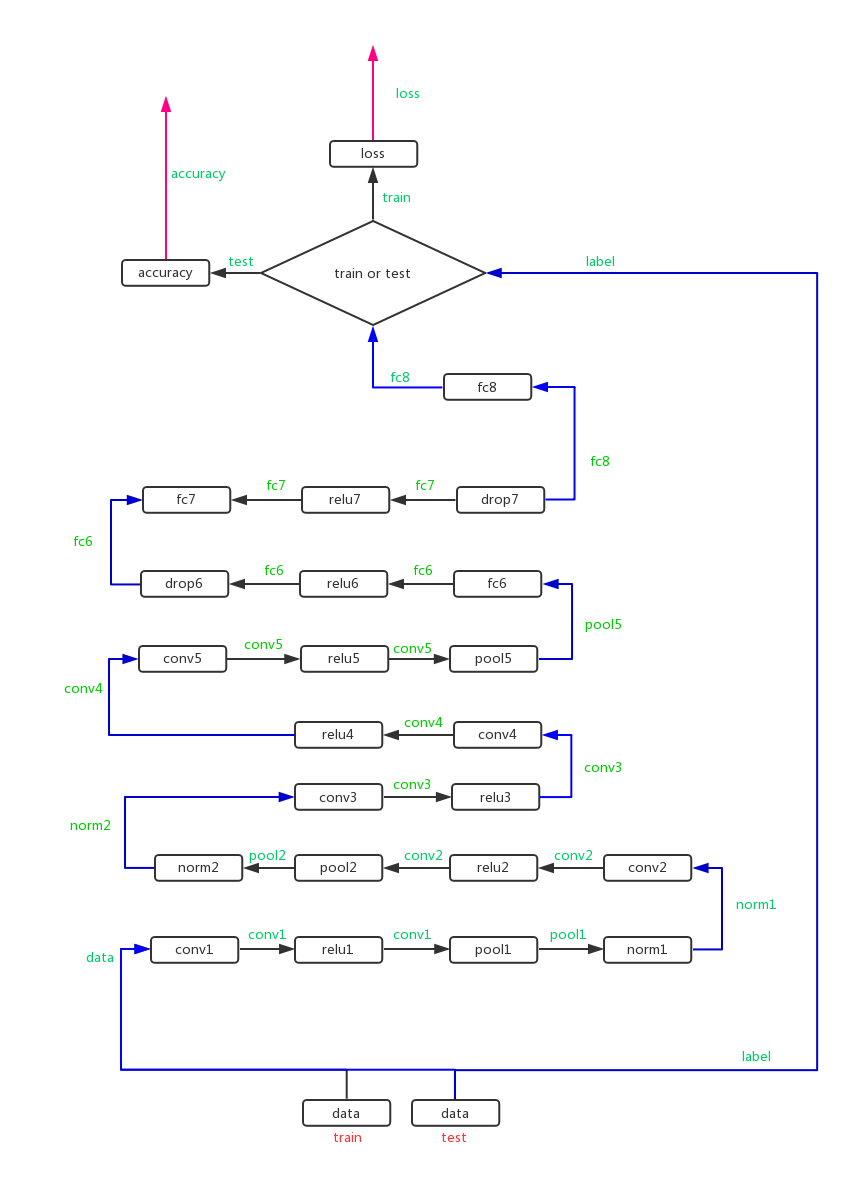 loss
loss
accuracy
train
test
label
accuracy
train or test
fc8
fc8
fc8
fc7
fc7
fc7
relu7
drop7
fc6
fc6
fc6
drop6
relu6
fc6
pool5
conv5
conv5
conv5
relu5
pool5
conv4
conv4
relu4
conv4
conv3
conv3
conv3
relu3
norm2
pool2
conv2
conv2
norm2
pool2
relu2
conv2
norm1
conv1
conv1
pool1
data
conv1
relu1
pool1
norm1
label
data
data
train
test